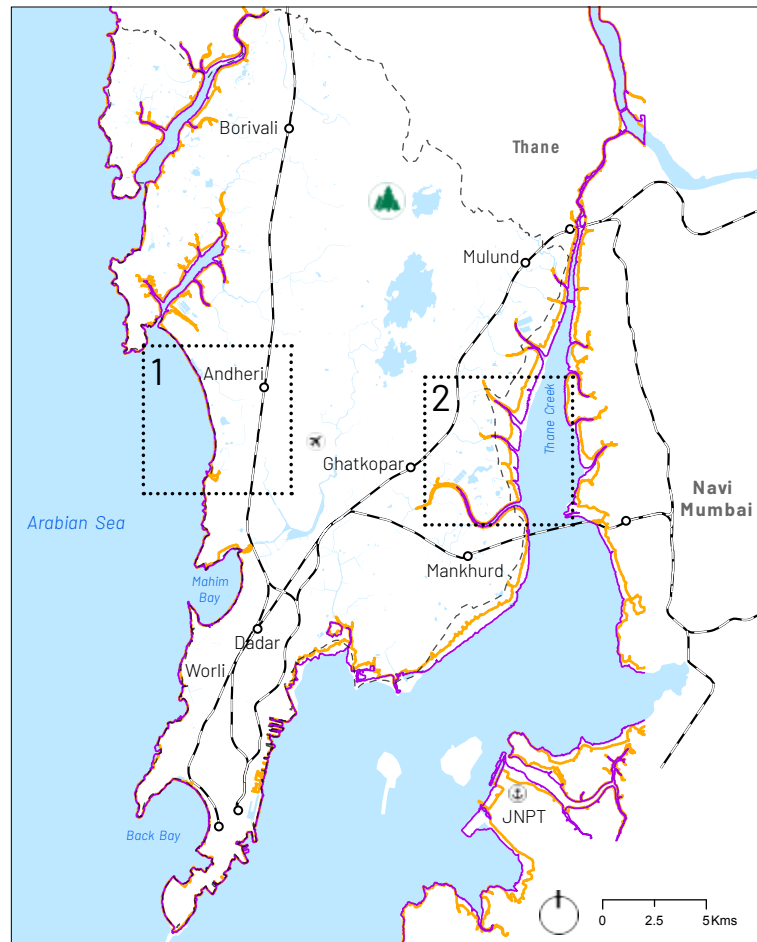 Borivali
Thane
Mulund
1
Andheri
2
Thane Creek
Ghatkopar
Navi
Mumbai
Arabian Sea
Mankhurd
Mahim
Bay
Dadar
Worli
JNPT
Back Bay
0 2.5 5Kms